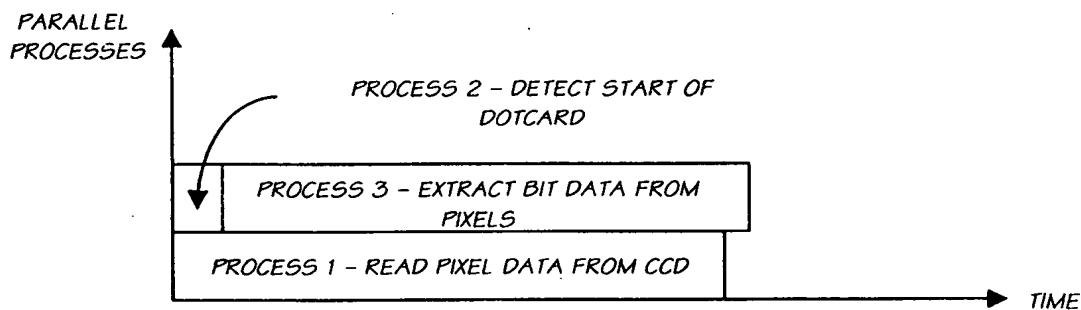 PARALLEL
PROCESSES
PROCESS 2 – DETECT START OF
DOTCARD
PROCESS 3 – EXTRACT BIT DATA FROM
PIXELS
PROCESS 1 – READ PIXEL DATA FROM CCD
TIME